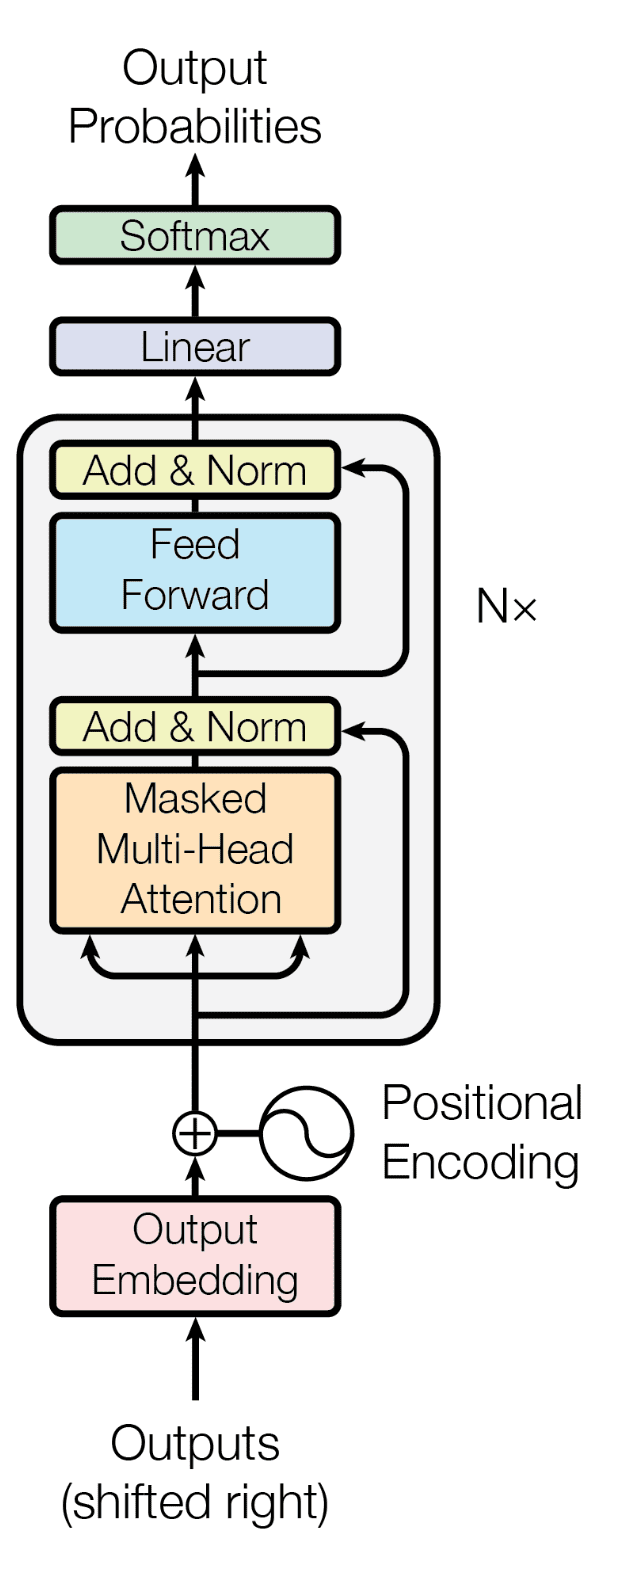 Output
Probabilities
Softmax
Linear
Add & Norm
Feed
Forward
N×
Add & Norm
Masked
Multi-Head
Attention
Positional
Encoding
Output
Embedding
Outputs
(shifted right)